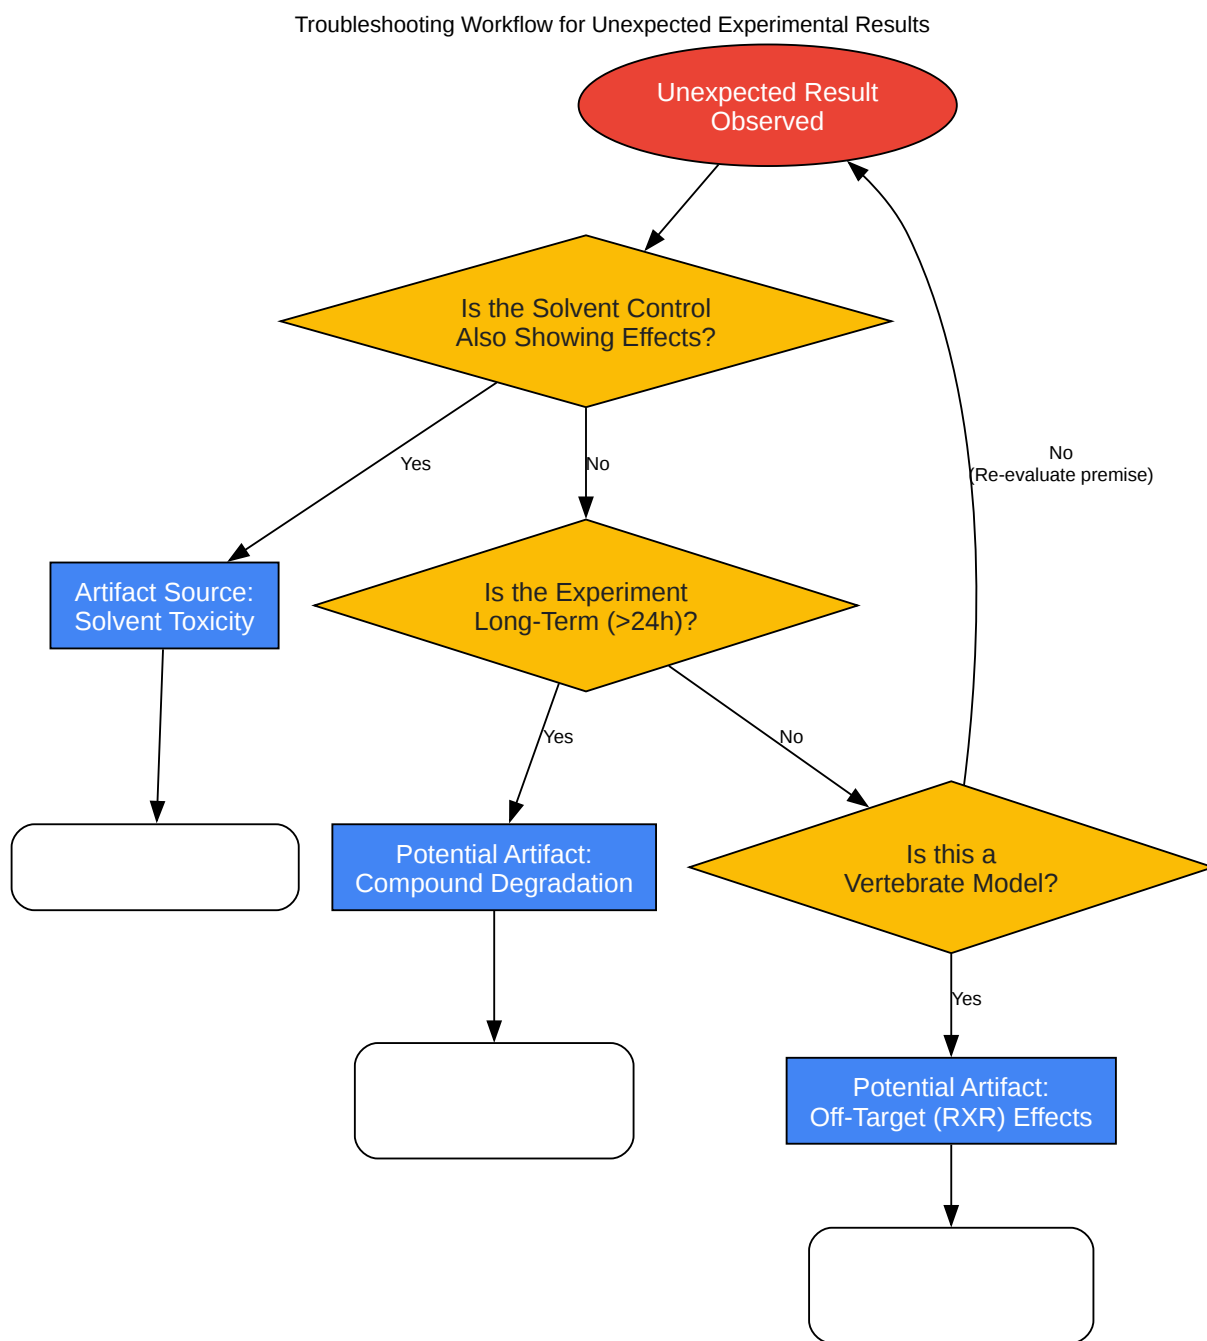 Troubleshooting Workflow for Unexpected Experimental Results
Unexpected Result
Observed
Is the Solvent Control
Also Showing Effects?
Yes
No
No
(Re-evaluate premise)
Artifact Source:
Solvent Toxicity
Is the Experiment
Long-Term (>24h)?
Yes
No
Potential Artifact:
Compound Degradation
Is this a
Vertebrate Model?
Yes
Potential Artifact:
Off-Target (RXR) Effects